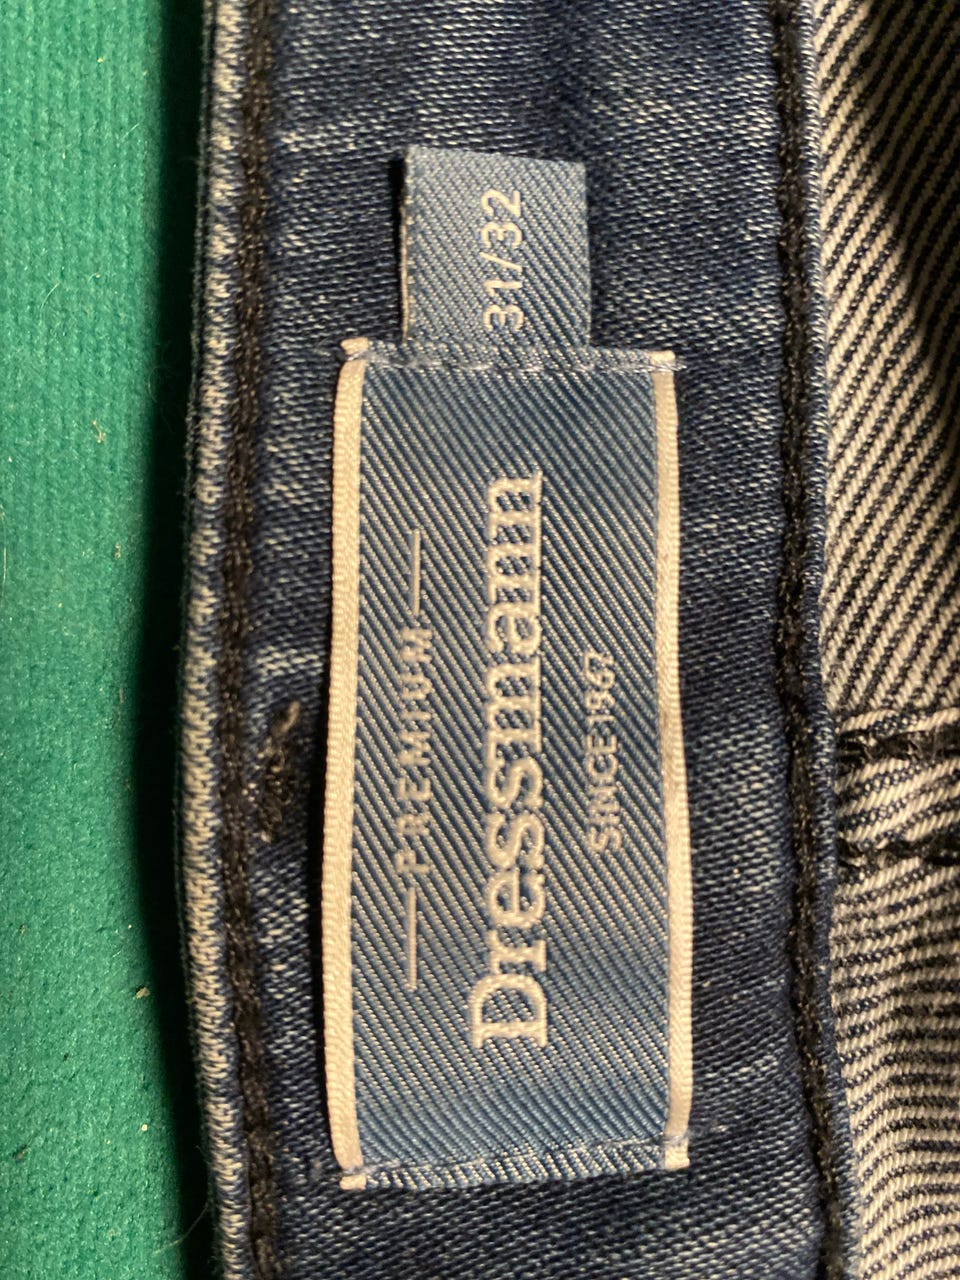 PREMIUM
Dressmann
SINCE 1967
31/32